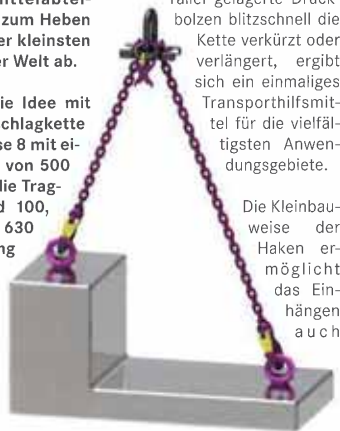 zum Heben
er kleinsten
er Welt ab.
ie Idee mit
chlagkette
se 8 mit ei-
von 500
die Trag-
d 100,
630
ng
gelagerte Druck-
bolzen blitzschnell die
Kette verkürzt oder
verlängert, ergibt
sich ein einmaliges
Transporthilfsmit-
tel für die vielfäl-
tigsten Anwen-
dungsgebiete.
Die Kleinbau-
weise der
Haken er-
möglicht
das Ein-
hängen
auch